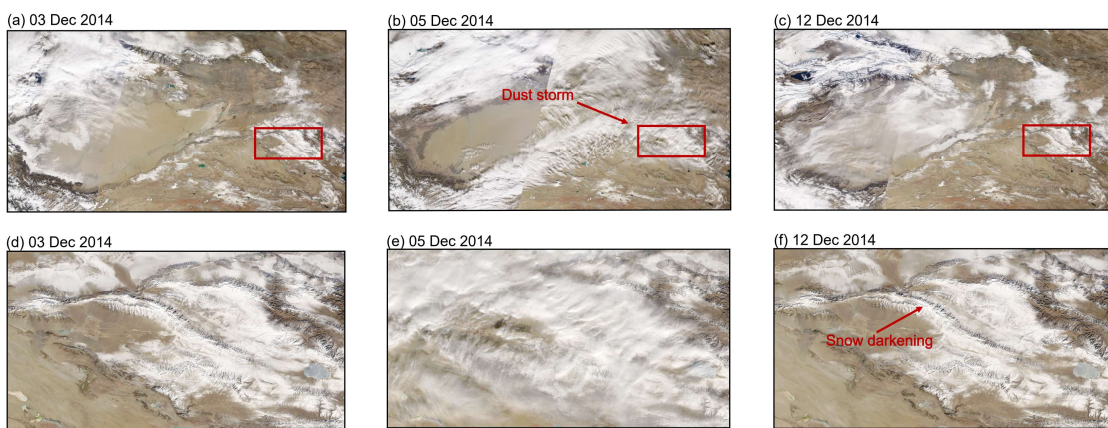 (a) 03 Dec 2014
(b) 05 Dec 2014
(c) 12 Dec 2014
Dust storm
(d) 03 Dec 2014
(e) 05 Dec 2014
(f) 12 Dec 2014
Snow darkening